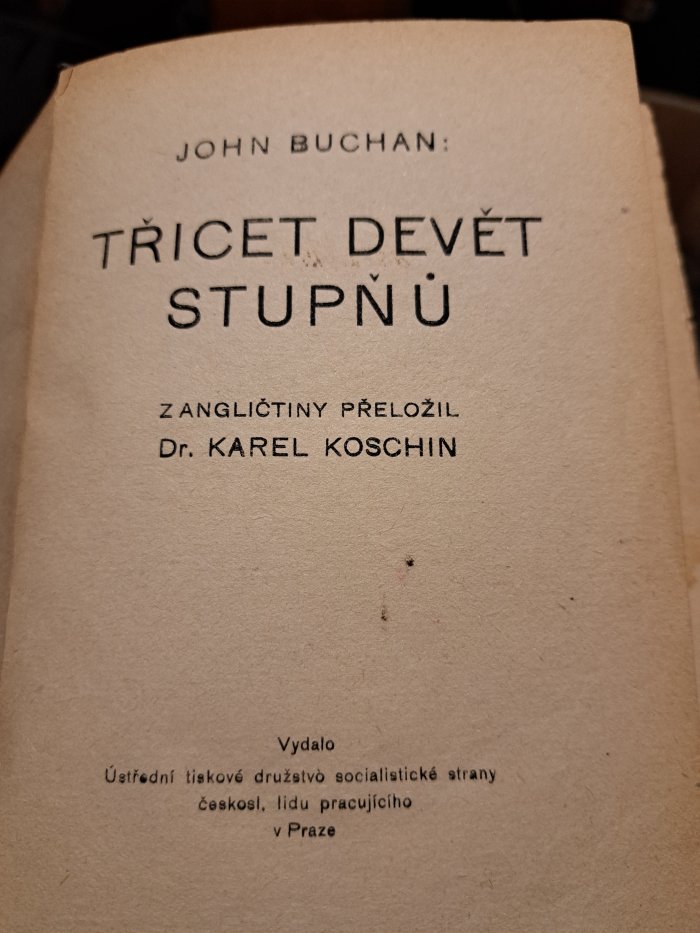 JOHN BUCHAN:
TŘICET DEVĚT
STUPŇŮ
Z ANGLIČTINY PŘELOŽIL
Dr. KAREL KOSCHIN
Vydalo
Ústřední tiskové družstvo socialistické strany
českosl. lidu pracujícího
v Praze